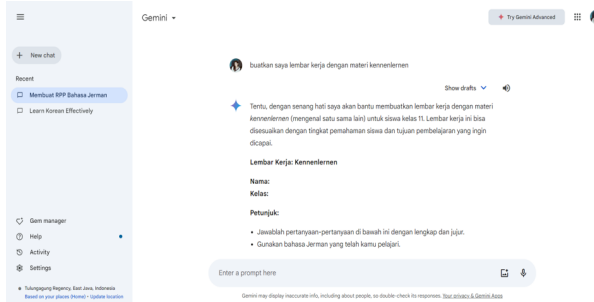 Gemini
Try Gemini Advanced
New chat
Recent
Membuat RPP Bahasa Jerman
Learn Korean Effectively
Gem manager
Help
Activity
Settings
Tulungagung Regency, East Java, Indonesia
Based on your places (Home) • Update location
buatkan saya lembar kerja dengan materi kennenlernen
Show drafts
Tentu, dengan senang hati saya akan bantu membuatkan lembar kerja dengan materi
kennenlernen (mengenal satu sama lain) untuk siswa kelas 11. Lembar kerja ini bisa
disesuaikan dengan tingkat pemahaman siswa dan tujuan pembelajaran yang ingin
dicapai.
Lembar Kerja: Kennenlernen
Nama:
Kelas:
Petunjuk:
• Jawablah pertanyaan-pertanyaan di bawah ini dengan lengkap dan jujur.
• Gunakan bahasa Jerman yang telah kamu pelajari.
Enter a prompt here
Gemini may display inaccurate info, including about people, so double-check its responses. Your privacy & Gemini Apps